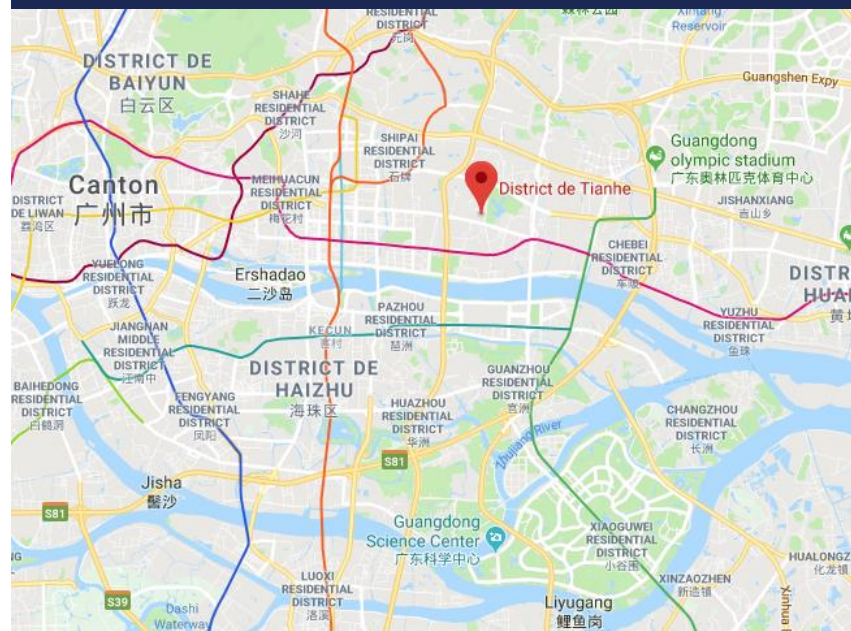 RESIDENTIAL
DISTRICT
元岗
Xintang
Reservoir
DISTRICT DE
BAIYUN
白云区
Guangshen Expy
SHAHE
RESIDENTIAL
DISTRICT
沙河
SHIPAI
RESIDENTIAL
DISTRICT
石牌
Guangdong
olympic stadium
广东奥林匹克体育中心
Canton
广州市
MEIHUACUN
RESIDENTIAL
DISTRICT
梅花村
District de Tianhe
JISHANXIANG
吉山乡
DISTRICT
DE LIWAN
荔湾区
CHEBEI
RESIDENTIAL
DISTRICT
车陂
YUELONG
RESIDENTIAL
DISTRICT
跃龙
Ershadao
二沙岛
DISTR
HUA
黄埔
PAZHOU
RESIDENTIAL
DISTRICT
琶洲
YUZHU
RESIDENTIAL
DISTRICT
鱼珠
JIANGNAN
MIDDLE
RESIDENTIAL
DISTRICT
江南中
KECUN
客村
DISTRICT DE
HAIZHU
海珠区
GUANZHOU
RESIDENTIAL
DISTRICT
官洲
BAIHEDONG
RESIDENTIAL
DISTRICT
白鹤洞
FENGYANG
RESIDENTIAL
DISTRICT
凤阳
HUAZHOU
RESIDENTIAL
DISTRICT
华洲
CHANGZHOU
RESIDENTIAL
DISTRICT
长洲
Zhujiang River
S81
Jisha
鬠沙
S81
Guangdong
Science Center
广东科学中心
XIAOGUWEI
RESIDENTIAL
DISTRICT
小谷围
HUALONGZ
化龙镇
LUOXI
RESIDENTIAL
DISTRICT
洛溪
XINZAOZHEN
新造镇
Xinhua
S39
Dashi
Waterway
Liyugang
鲤鱼岗